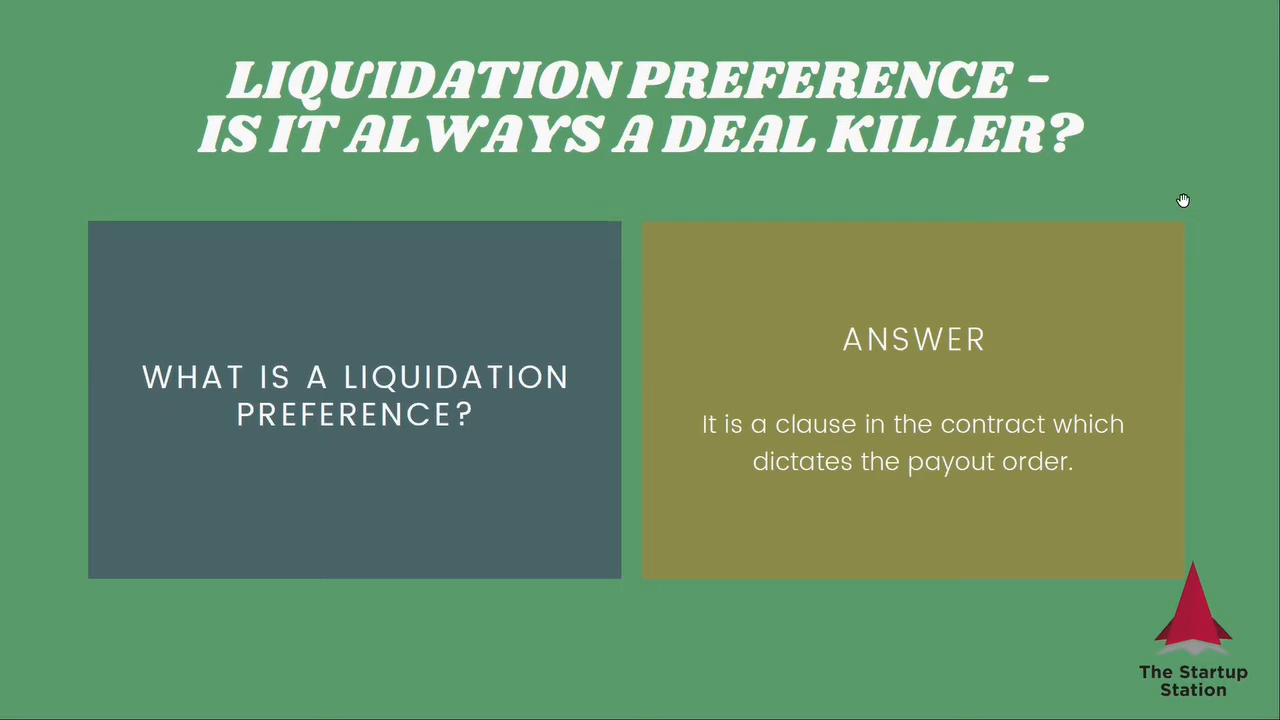 LIQUIDATION PREFERENCE -
IS IT ALWAYS A DEAL KILLER?
WHAT IS A LIQUIDATION
PREFERENCE?
ANSWER
It is a clause in the contract which
dictates the payout order.
The Startup
Station